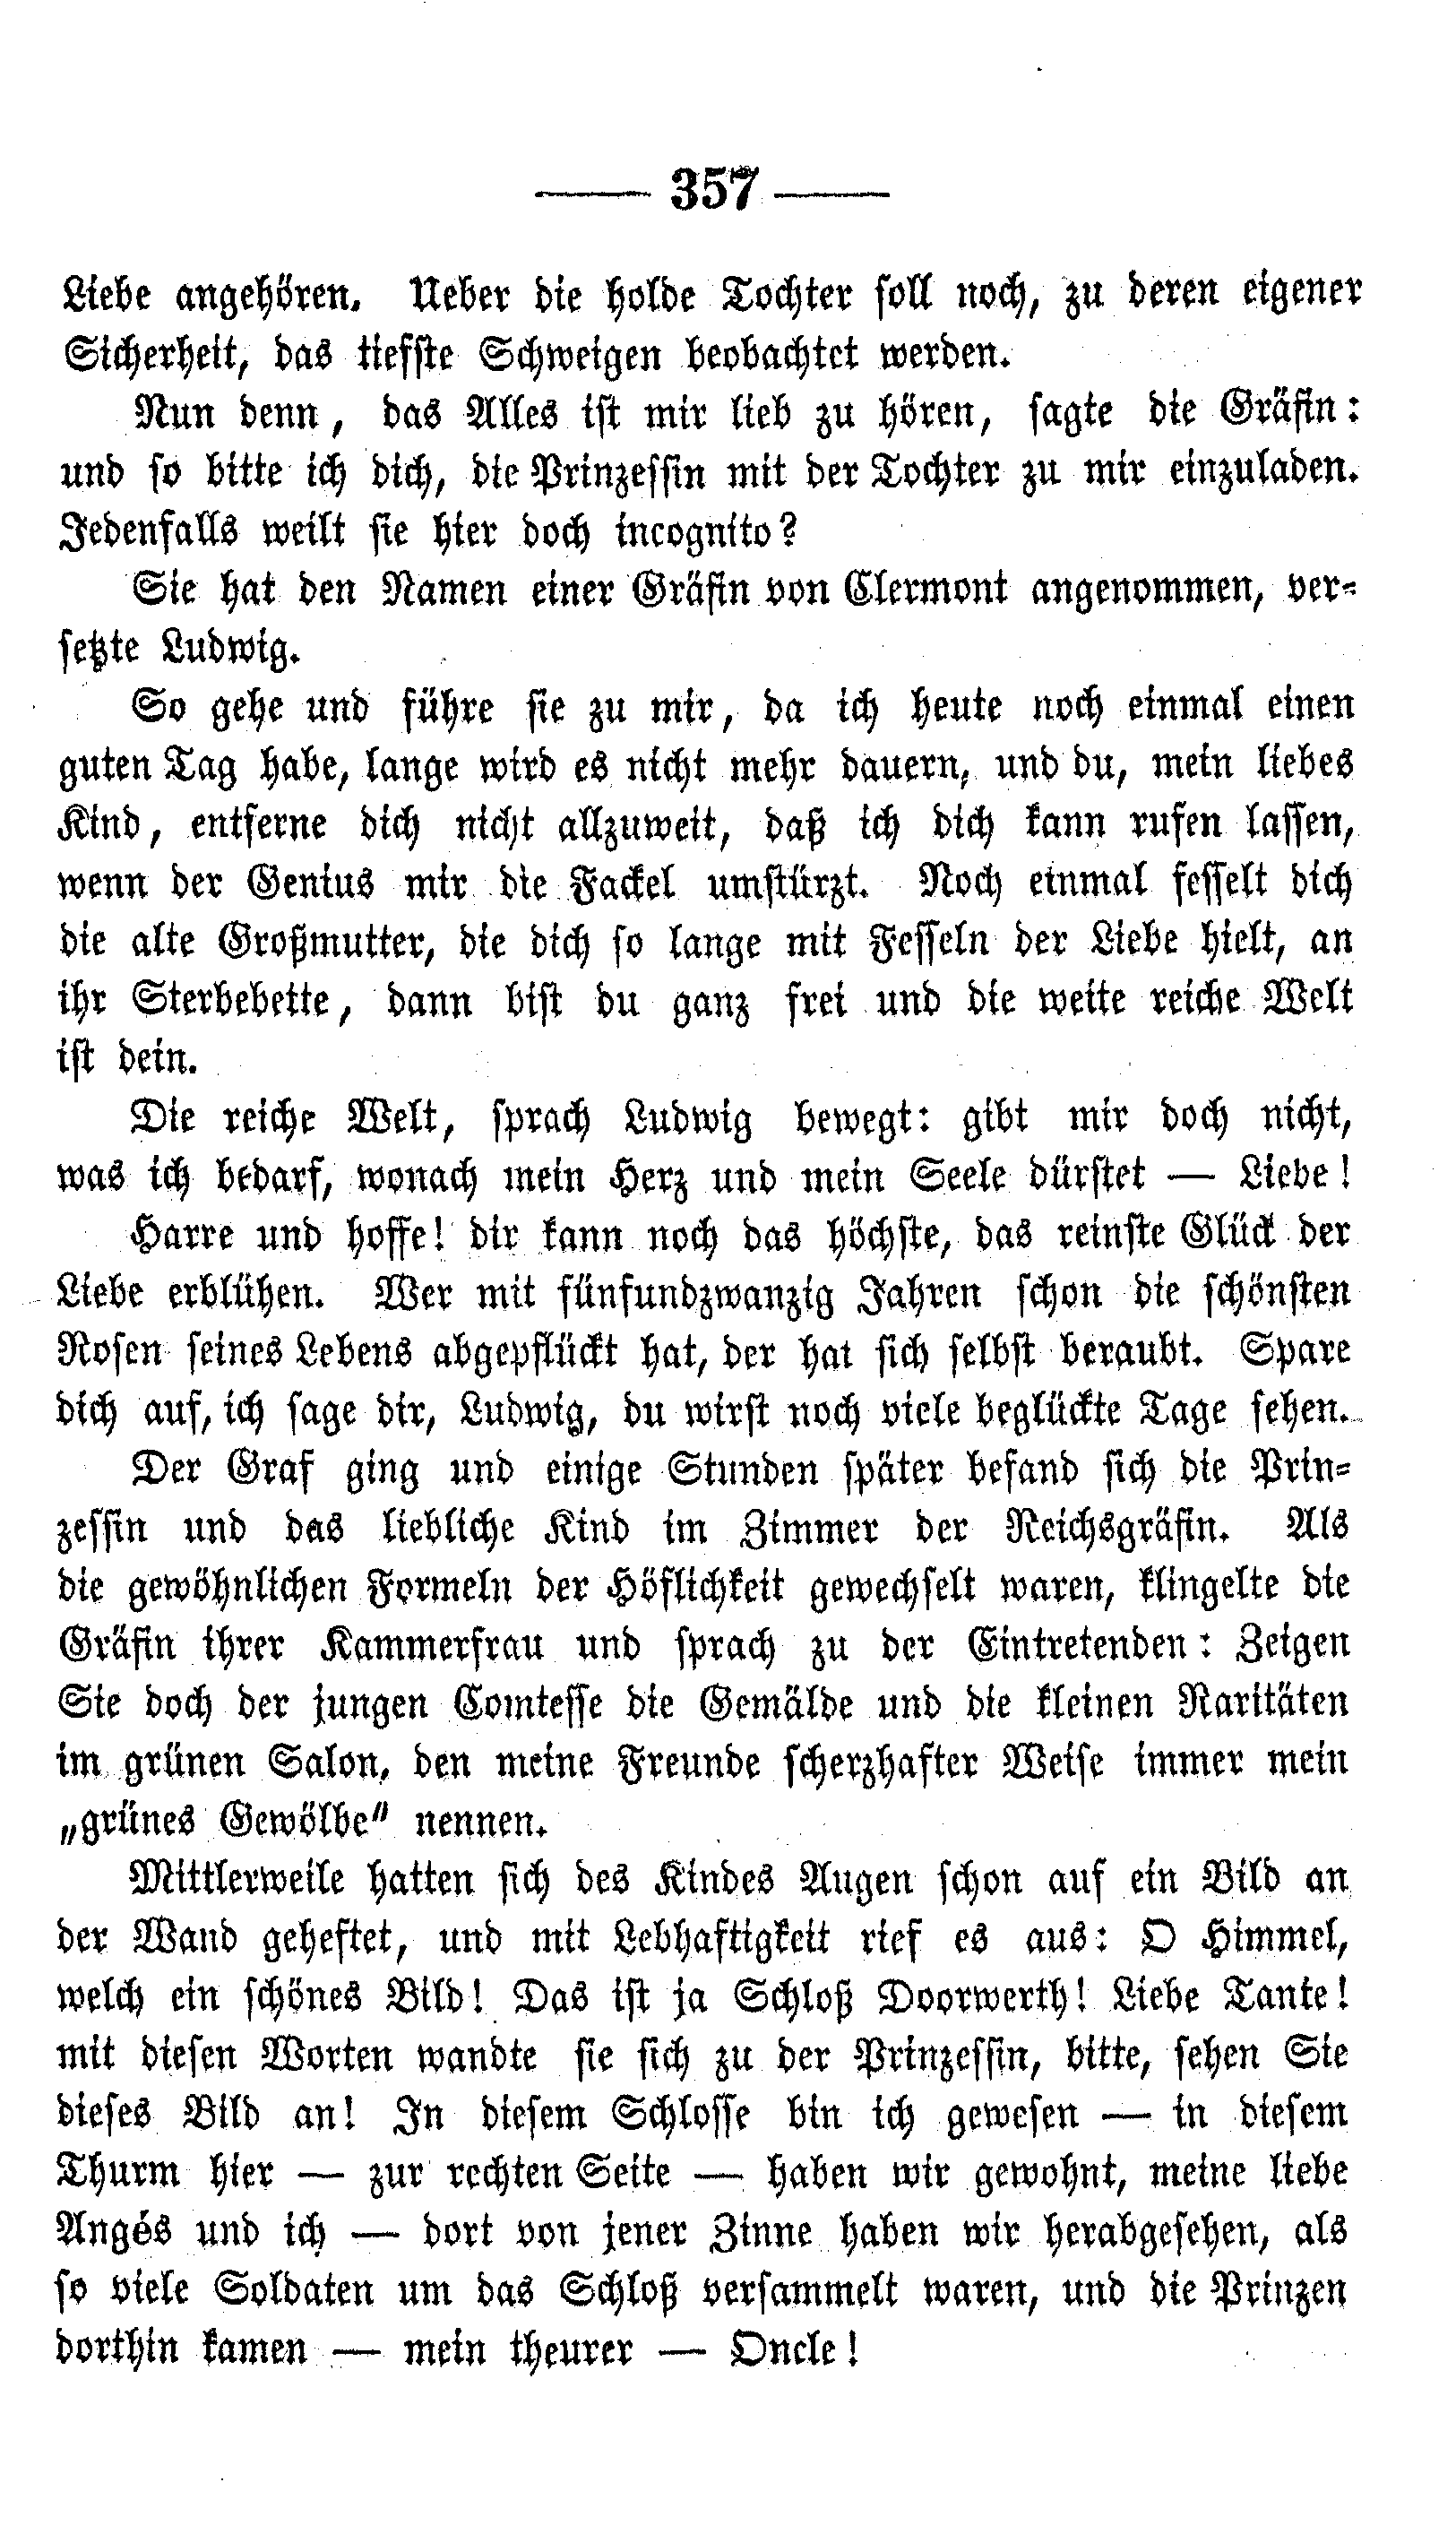 —— 357 ——
Liebe angehören. Ueber die holde Tochter soll noch, zu deren eigener
Sicherheit, das tiefste Schweigen beobachtet werden.
Nun denn, das Alles ist mir lieb zu hören, sagte die Gräfin:
und so bitte ich dich, die Prinzessin mit der Tochter zu mir einzuladen.
Jedenfalls weilt sie hier doch incognito?
Sie hat den Namen einer Gräfin von Clermont angenommen, ver-
setzte Ludwig.
So gehe und führe sie zu mir, da ich heute noch einmal einen
guten Tag habe, lange wird es nicht mehr dauern, und du, mein liebes
Kind, entferne dich nicht allzuweit, daß ich dich kann rufen lassen,
wenn der Genius mir die Fackel umstürzt. Noch einmal fesselt dich
die alte Großmutter, die dich so lange mit Fesseln der Liebe hielt, an
ihr Sterbebette, dann bist du ganz frei und die weite reiche Welt
ist dein.
Die reiche Welt, sprach Ludwig bewegt: gibt mir doch nicht,
was ich bedarf, wonach mein Herz und mein Seele dürstet — Liebe!
Harre und hoffe! dir kann noch das höchste, das reinste Glück der
Liebe erblühen. Wer mit fünfundzwanzig Jahren schon die schönsten
Rosen seines Lebens abgepflückt hat, der hat sich selbst beraubt. Spare
dich auf, ich sage dir, Ludwig, du wirst noch viele beglückte Tage sehen.
Der Graf ging und einige Stunden später befand sich die Prin-
zessin und das liebliche Kind im Zimmer der Reichsgräfin. Als
die gewöhnlichen Formeln der Höflichkeit gewechselt waren, klingelte die
Gräfin ihrer Kammerfrau und sprach zu der Eintretenden: Zeigen
Sie doch der jungen Comtesse die Gemälde und die kleinen Raritäten
im grünen Salon, den meine Freunde scherzhafter Weise immer mein
„grünes Gewölbe“ nennen.
Mittlerweile hatten sich des Kindes Augen schon auf ein Bild an
der Wand geheftet, und mit Lebhaftigkeit rief es aus: O Himmel,
welch ein schönes Bild! Das ist ja Schloß Doorwerth! Liebe Tante!
mit diesen Worten wandte sie sich zu der Prinzessin, bitte, sehen Sie
dieses Bild an! In diesem Schlosse bin ich gewesen — in diesem
Thurm hier — zur rechten Seite — haben wir gewohnt, meine liebe
Angés und ich — dort von jener Zinne haben wir herabgesehen, als
so viele Soldaten um das Schloß versammelt waren, und die Prinzen
dorthin kamen — mein theurer — Oncle!